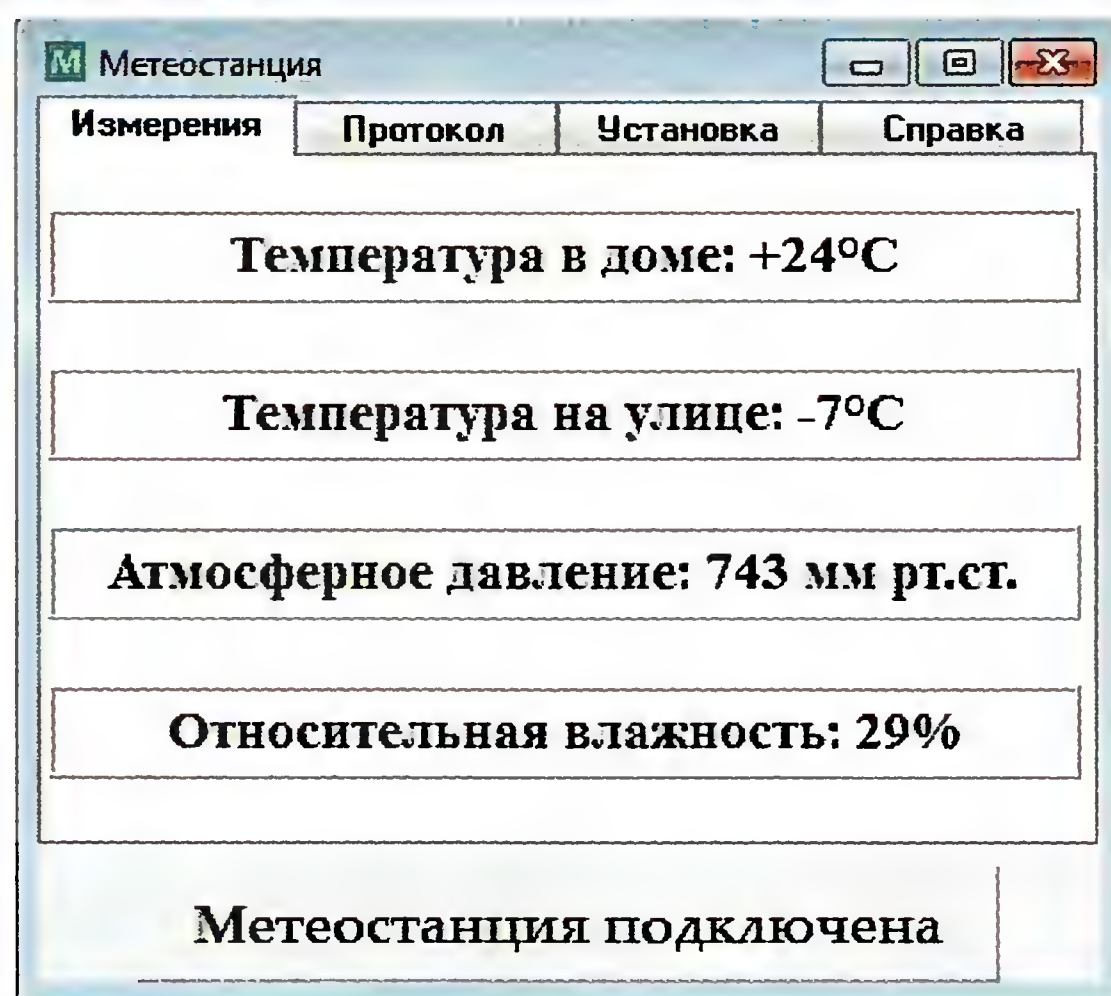 Метеостанция
Измерения Протокол Установка Справка
Температура в доме: +24°C
Температура на улице: -7°C
Атмосферное давление: 743 мм рт.ст.
Относительная влажность: 29%
Метеостанция подключена